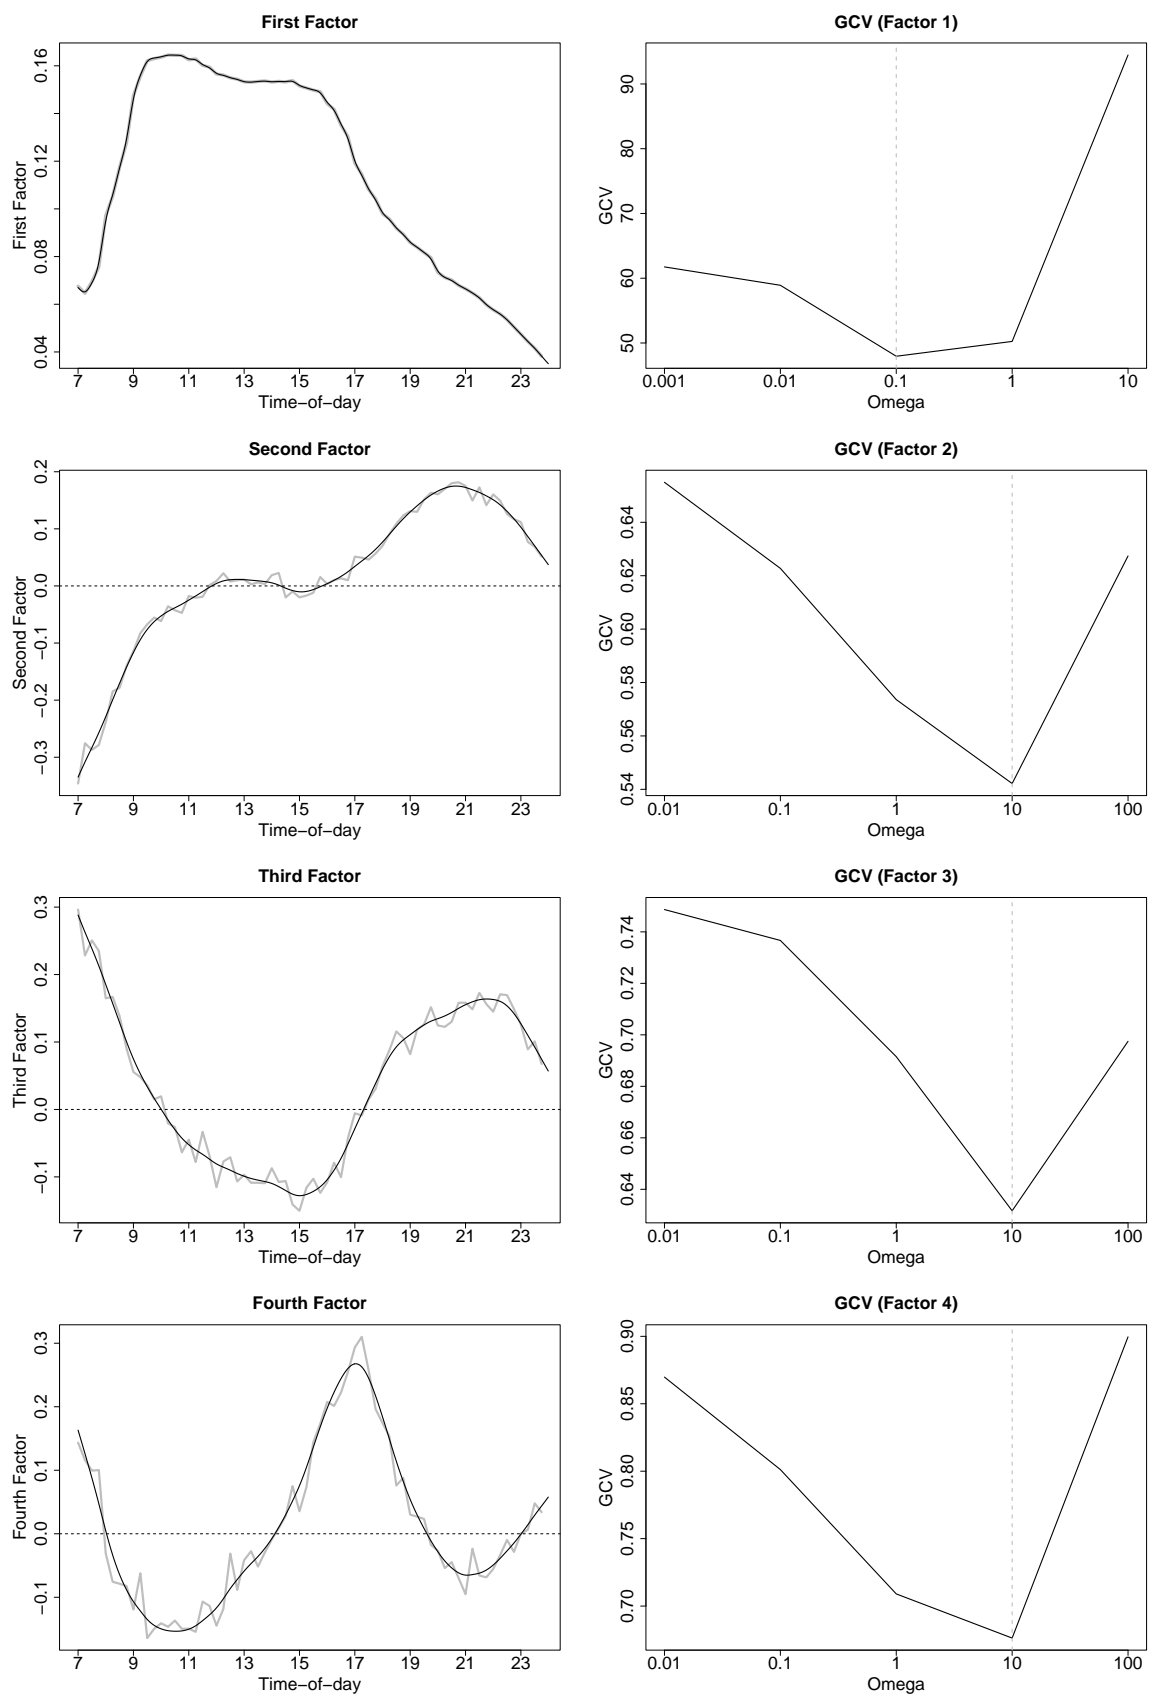 First Factor
First Factor
0.04 0.08 0.12 0.16
7 9 11 13 15 17 19 21 23
Time−of−day
GCV (Factor 1)
GCV
50 60 70 80 90
0.001 0.01 0.1 1 10
Omega
Second Factor
Second Factor
−0.3 −0.2 −0.1 0.0 0.1 0.2
7 9 11 13 15 17 19 21 23
Time−of−day
GCV (Factor 2)
GCV
0.54 0.56 0.58 0.60 0.62 0.64
0.01 0.1 1 10 100
Omega
Third Factor
Third Factor
−0.1 0.0 0.1 0.2 0.3
7 9 11 13 15 17 19 21 23
Time−of−day
GCV (Factor 3)
GCV
0.64 0.66 0.68 0.70 0.72 0.74
0.01 0.1 1 10 100
Omega
Fourth Factor
Fourth Factor
−0.1 0.0 0.1 0.2 0.3
7 9 11 13 15 17 19 21 23
Time−of−day
GCV (Factor 4)
GCV
0.70 0.75 0.80 0.85 0.90
0.01 0.1 1 10 100
Omega